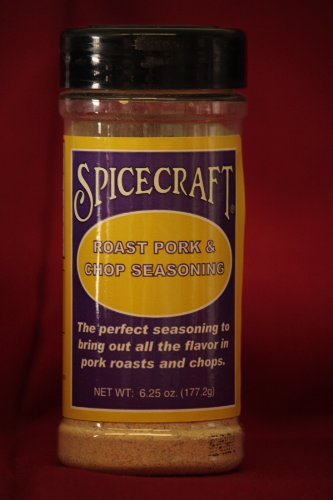 SPICECRAFT®
ROAST PORK &
CHOP SEASONING
The perfect seasoning to
bring out all the flavor in
pork roasts and chops.
NET WT: 6.25 oz. (177.2g)